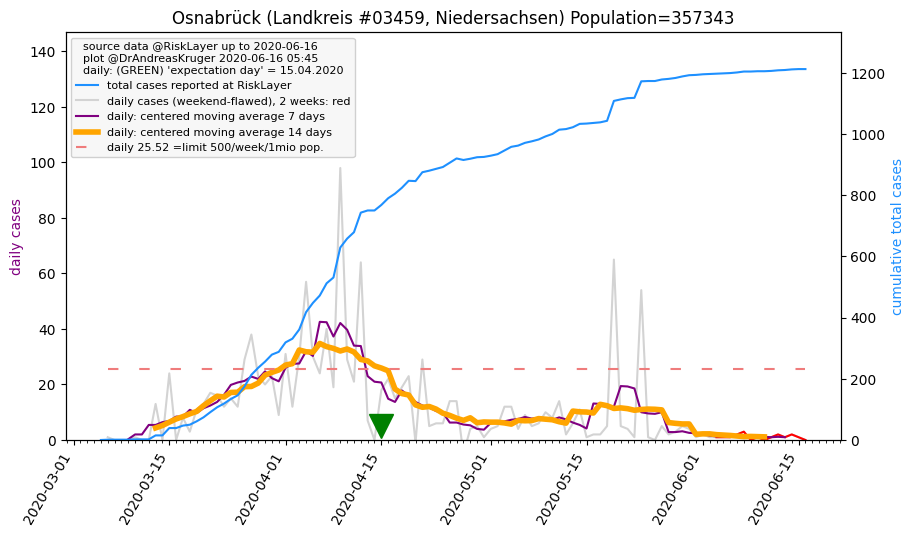 Osnabrück (Landkreis #03459, Niedersachsen) Population=357343
source data @RiskLayer up to 2020-06-16
plot @DrAndreasKruger 2020-06-16 05:45
daily: (GREEN) 'expectation day' = 15.04.2020
total cases reported at RiskLayer
daily cases (weekend-flawed), 2 weeks: red
daily: centered moving average 7 days
daily: centered moving average 14 days
daily 25.52 =limit 500/week/1mio pop.
daily cases
140
120
100
80
60
40
20
0
cumulative total cases
1200
1000
800
600
400
200
0
2020-03-01
2020-03-15
2020-04-01
2020-04-15
2020-05-01
2020-05-15
2020-06-01
2020-06-15